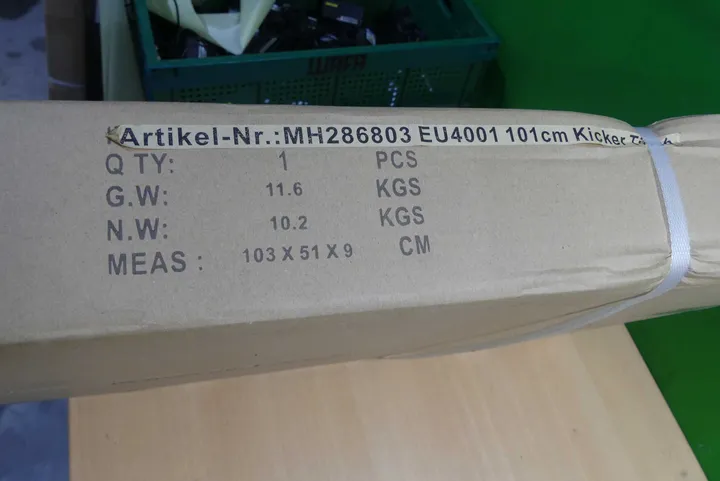 Artikel-Nr.:MH286803 EU4001 101cm Kicker
Q TY: 1 PCS
G.W: 11.6 KGS
N.W: 10.2 KGS
MEAS : 103 X 51 X 9 CM